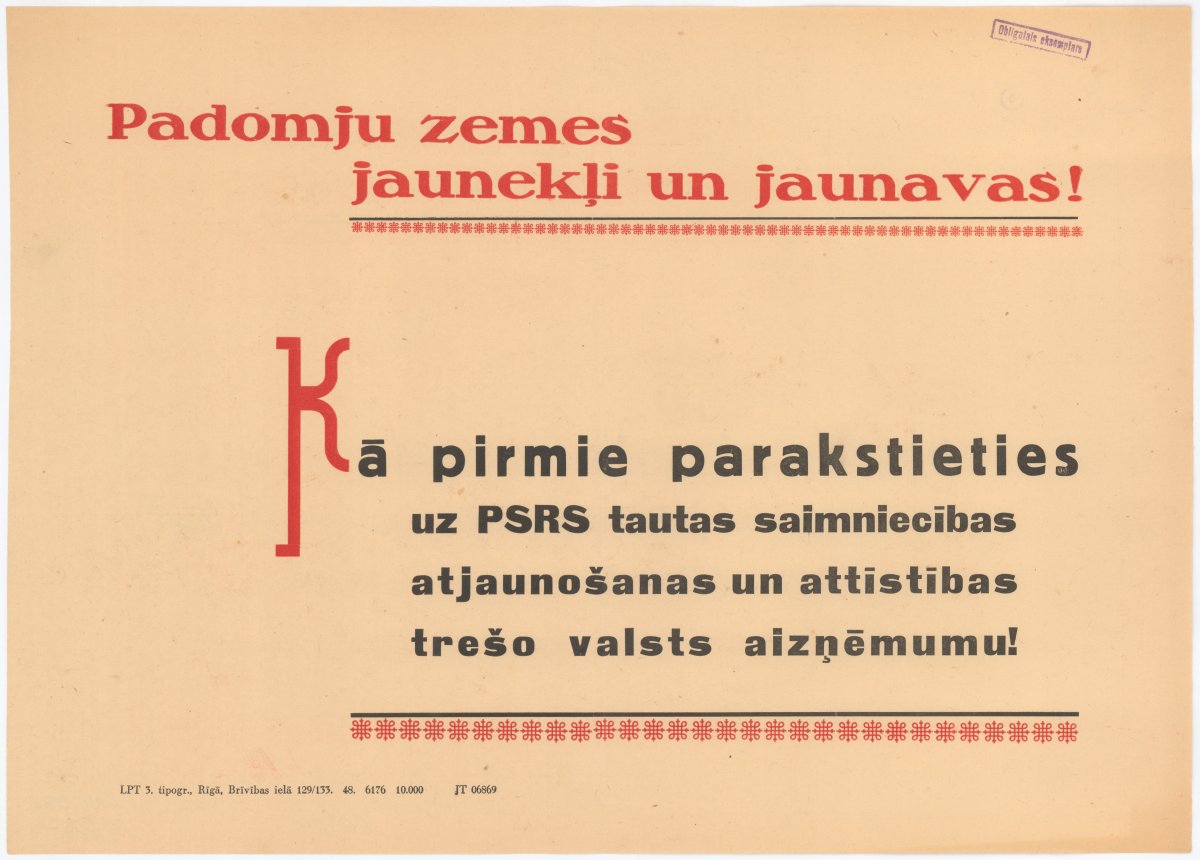 Obligatais eksemplars
Padomju zemes
jaunekļi un jaunavas!
Kā pirmie parakstieties
uz PSRS tautas saimniecības
atjaunošanas un attīstības
trešo valsts aizņēmumu!
LPT 3. tipogr., Rīgā, Brīvības ielā 129/133. 48. 6176 10.000 JT 06869